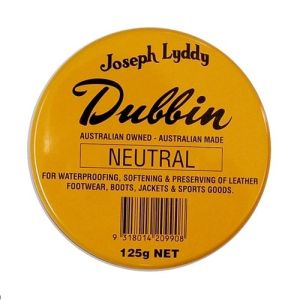 Joseph Lyddy
Dubbin
AUSTRALIAN OWNED - AUSTRALIAN MADE
NEUTRAL
FOR WATERPROOFING, SOFTENING & PRESERVING OF LEATHER
FOOTWEAR, BOOTS, JACKETS & SPORTS GOODS.
9 318014 209908
125g NET